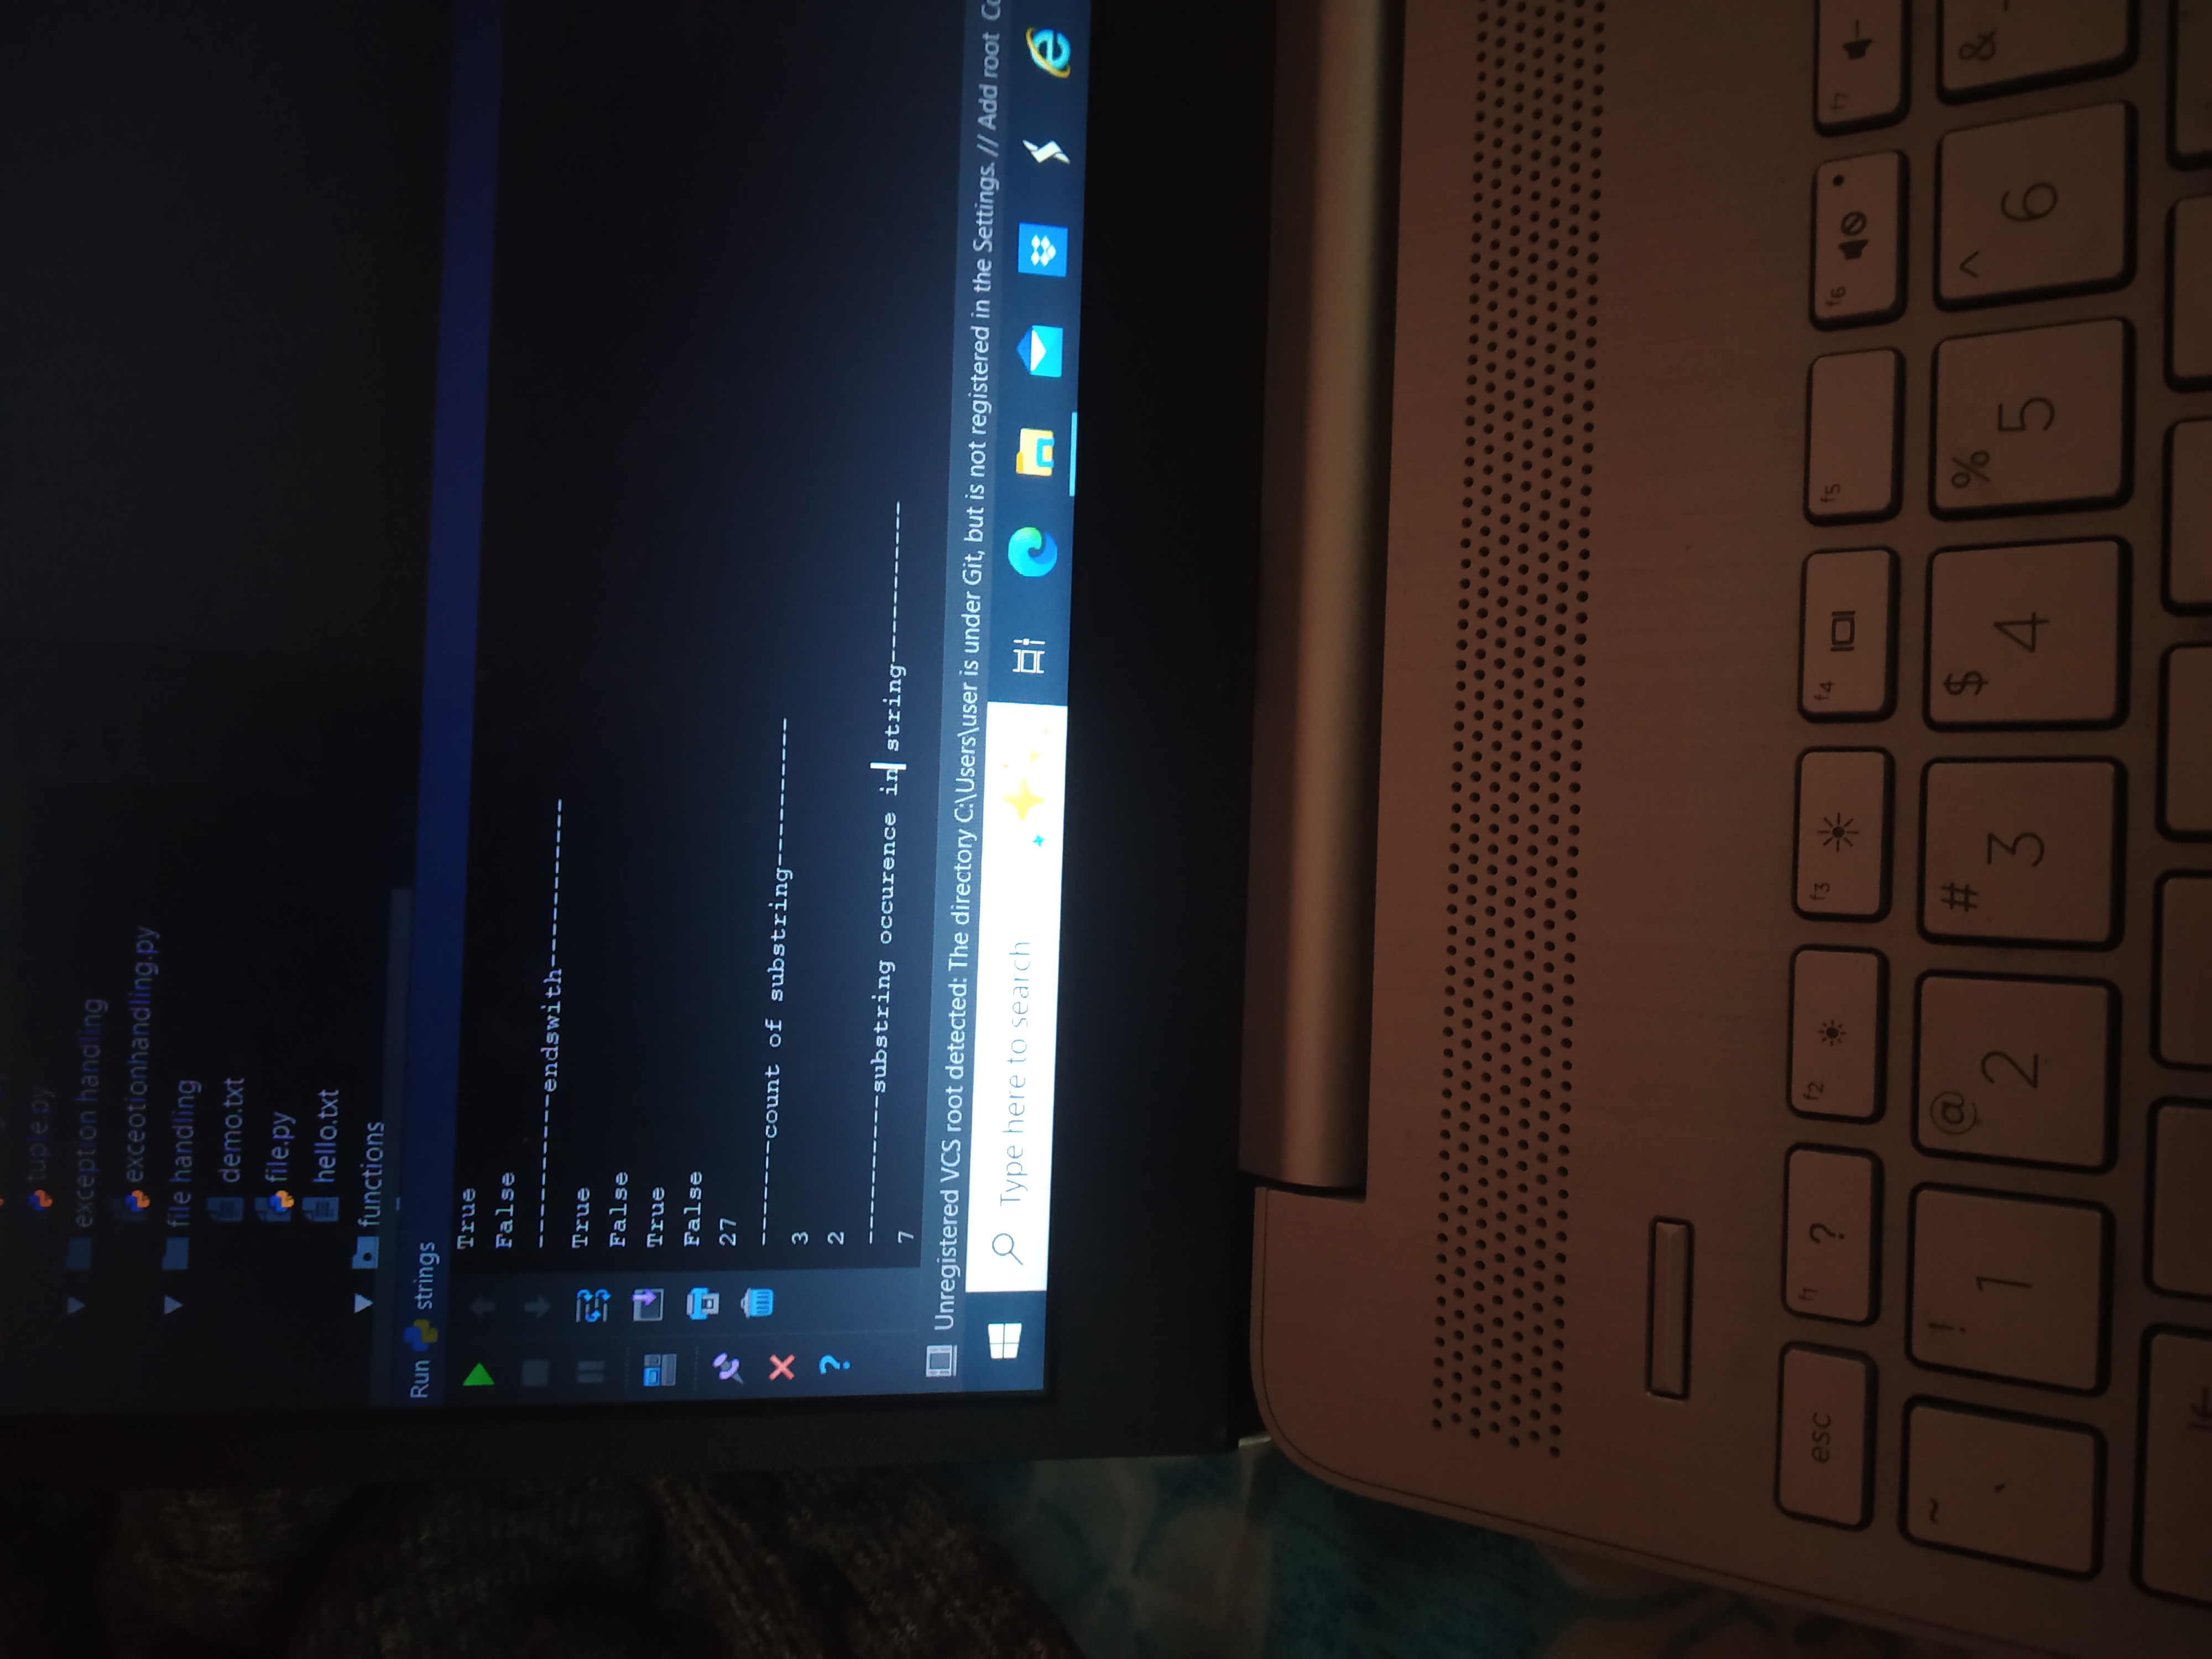 tuple.py
exception handling
exceotionhandling.py
file handling
demo.txt
file.py
hello.txt
functions
Run strings
True
False
----------endswith-----------
True
False
True
False
27
-------count of substring----------
3
2
----------substring occurence in string-----------
7
Unregistered VCS root detected: The directory C:\Users\user is under Git, but is not registered in the Settings. // Add root
Type here to search
esc f1 ? f2 f3 f4 f5 f6 f7
~ ` ! 1 @ 2 # 3 $ 4 % 5 ^ 6 &